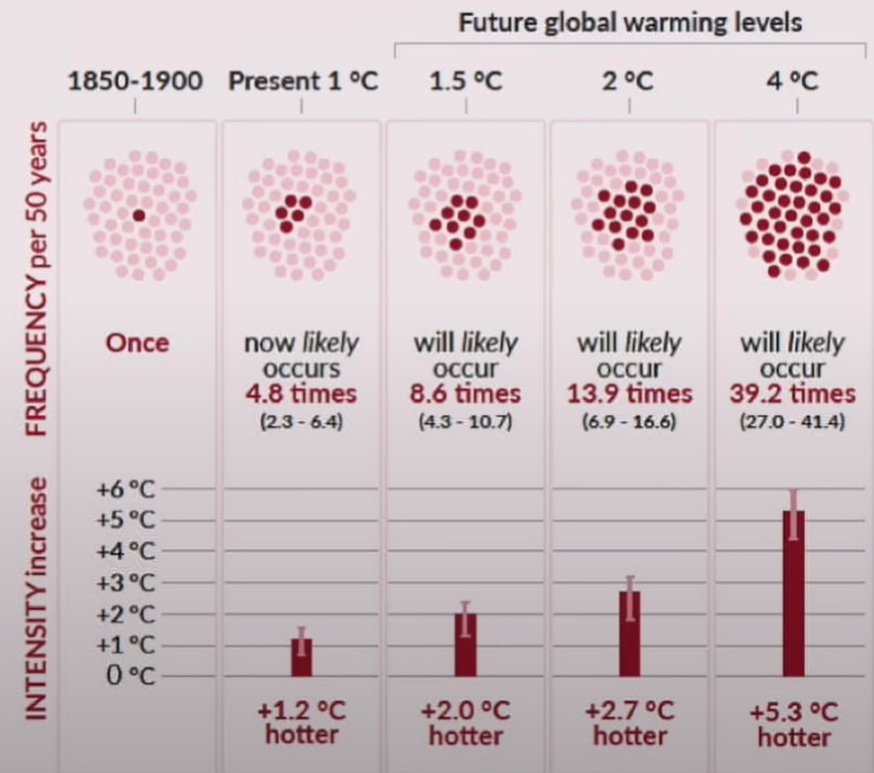 Future global warming levels
1850-1900 Present 1 °C 1.5 °C 2 °C 4 °C
FREQUENCY per 50 years
Once
now likely
occurs
4.8 times
(2.3 - 6.4)
will likely
occur
8.6 times
(4.3 - 10.7)
will likely
occur
13.9 times
(6.9 - 16.6)
will likely
occur
39.2 times
(27.0 - 41.4)
INTENSITY increase
+6 °C
+5 °C
+4 °C
+3 °C
+2 °C
+1 °C
0 °C
+1.2 °C
hotter
+2.0 °C
hotter
+2.7 °C
hotter
+5.3 °C
hotter